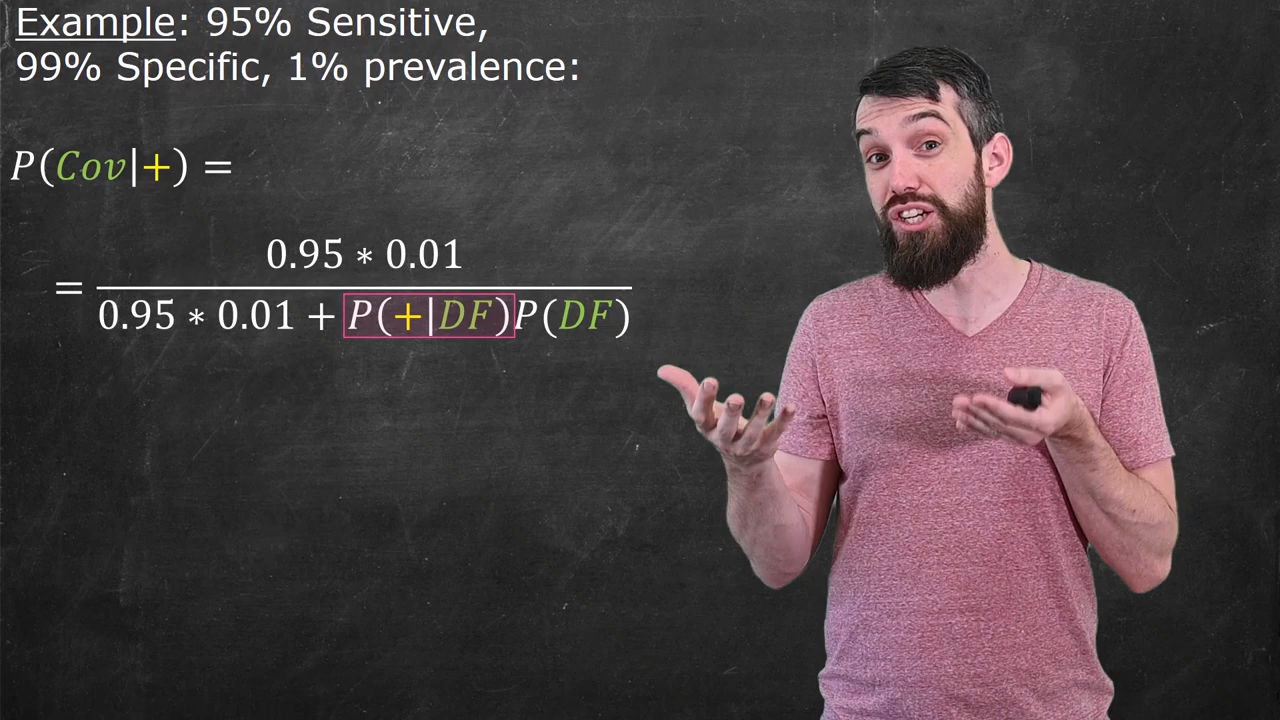 Example: 95% Sensitive,
99% Specific, 1% prevalence:
P(Cov|+) =
= 0.95 * 0.01
0.95 * 0.01 + P(+|DF)P(DF)